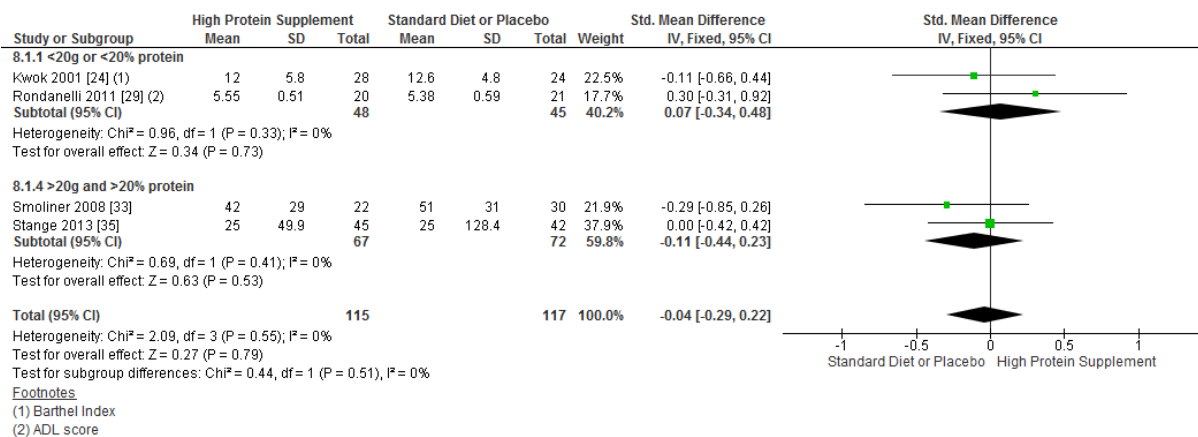 High Protein Supplement Standard Diet or Placebo Std. Mean Difference Std. Mean Difference
Study or Subgroup Mean SD Total Mean SD Total Weight IV, Fixed, 95% CI IV, Fixed, 95% CI
8.1.1 <20g or <20% protein
Kwok 2001 [24] (1) 12 5.8 28 12.6 4.8 24 22.5% -0.11 [-0.66, 0.44]
Rondanelli 2011 [29] (2) 5.55 0.51 20 5.38 0.59 21 17.7% 0.30 [-0.31, 0.92]
Subtotal (95% CI) 48 45 40.2% 0.07 [-0.34, 0.48]
Heterogeneity: Chi² = 0.96, df = 1 (P = 0.33); I² = 0%
Test for overall effect: Z = 0.34 (P = 0.73)
8.1.4 >20g and >20% protein
Smoliner 2008 [33] 42 29 22 51 31 30 21.9% -0.29 [-0.85, 0.26]
Stange 2013 [35] 25 49.9 45 25 128.4 42 37.9% 0.00 [-0.42, 0.42]
Subtotal (95% CI) 67 72 59.8% -0.11 [-0.44, 0.23]
Heterogeneity: Chi² = 0.69, df = 1 (P = 0.41); I² = 0%
Test for overall effect: Z = 0.63 (P = 0.53)
Total (95% CI) 115 117 100.0% -0.04 [-0.29, 0.22]
Heterogeneity: Chi² = 2.09, df = 3 (P = 0.55); I² = 0%
Test for overall effect: Z = 0.27 (P = 0.79)
Test for subgroup differences: Chi² = 0.44, df = 1 (P = 0.51), I² = 0%
-1 -0.5 0 0.5 1
Standard Diet or Placebo High Protein Supplement
Footnotes
(1) Barthel Index
(2) ADL score